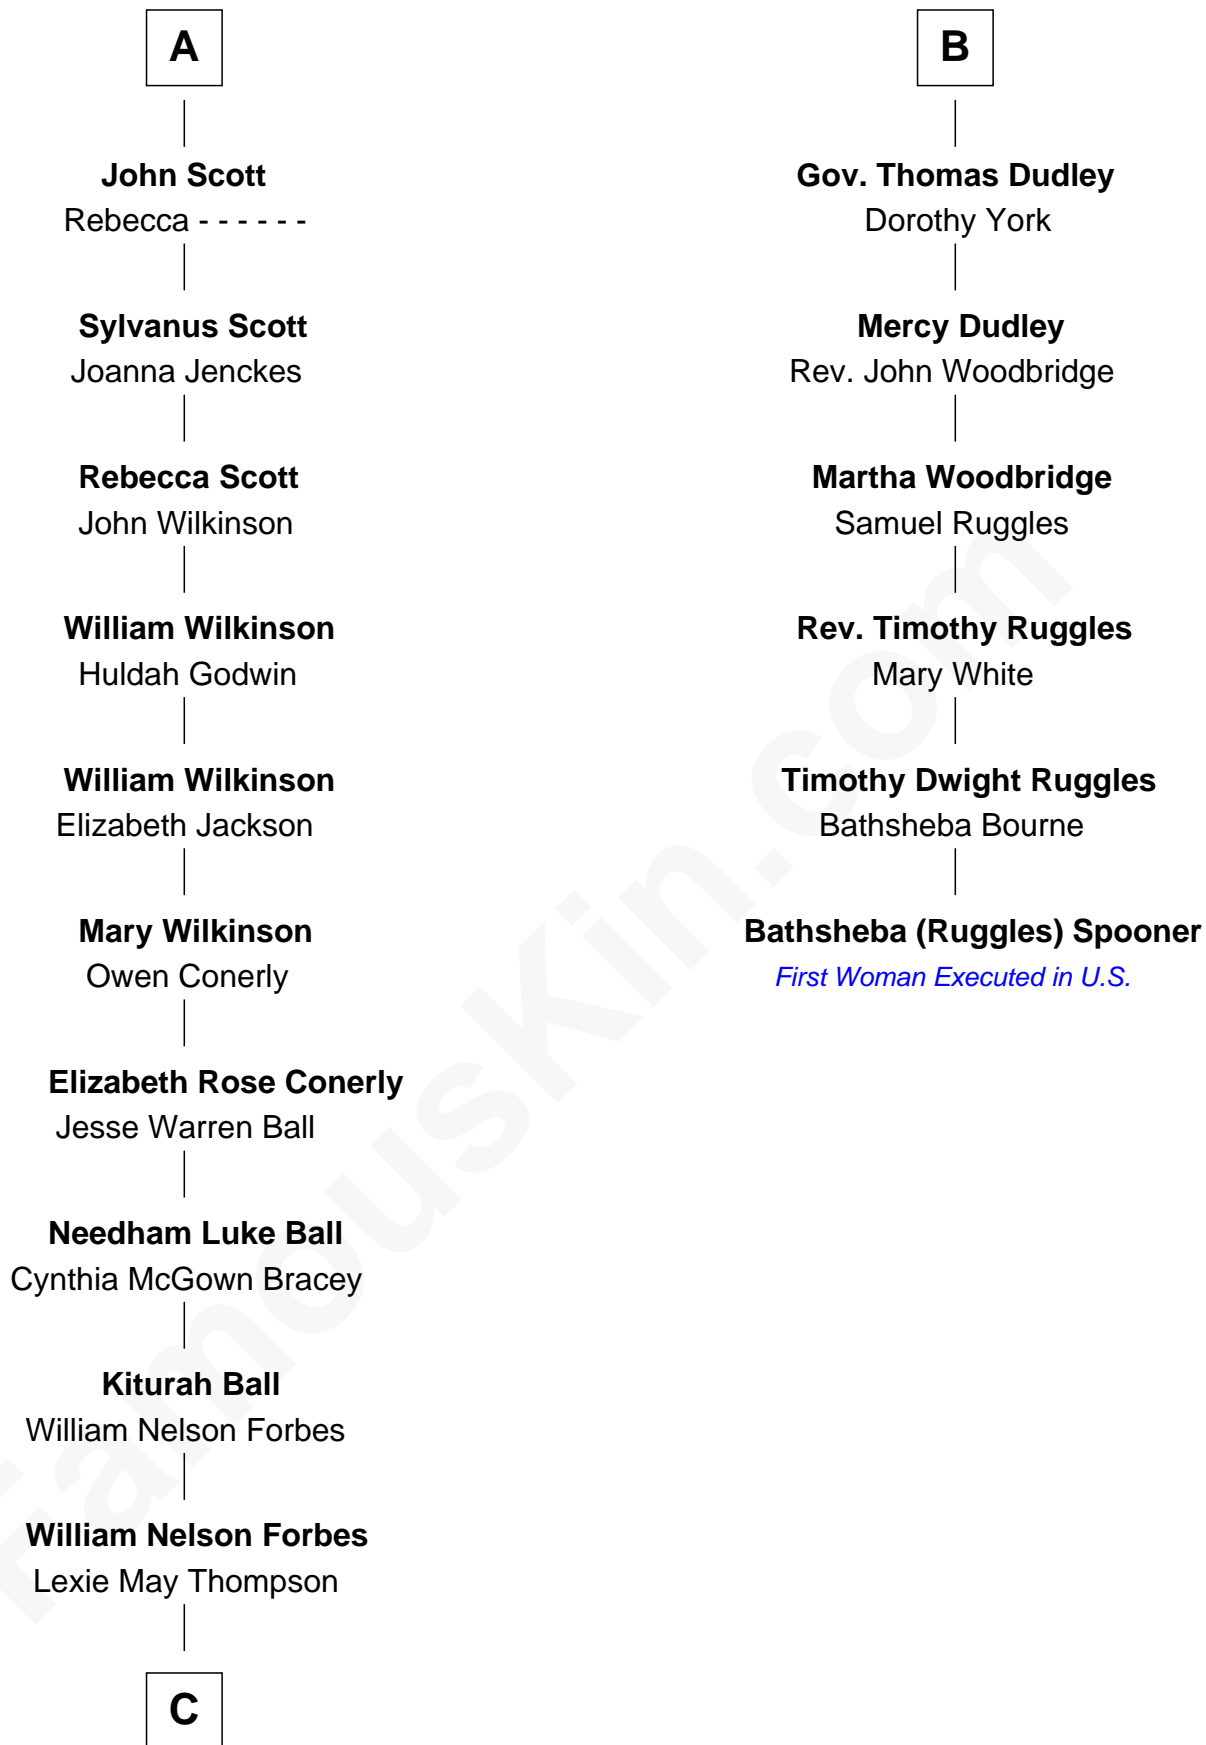 A
John Scott
Rebecca - - - - - -
Sylvanus Scott
Joanna Jenckes
Rebecca Scott
John Wilkinson
William Wilkinson
Huldah Godwin
William Wilkinson
Elizabeth Jackson
Mary Wilkinson
Owen Conerly
Elizabeth Rose Conerly
Jesse Warren Ball
Needham Luke Ball
Cynthia McGown Bracey
Kiturah Ball
William Nelson Forbes
William Nelson Forbes
Lexie May Thompson
C
B
Gov. Thomas Dudley
Dorothy York
Mercy Dudley
Rev. John Woodbridge
Martha Woodbridge
Samuel Ruggles
Rev. Timothy Ruggles
Mary White
Timothy Dwight Ruggles
Bathsheba Bourne
Bathsheba (Ruggles) Spooner
First Woman Executed in U.S.
FamousKin.com